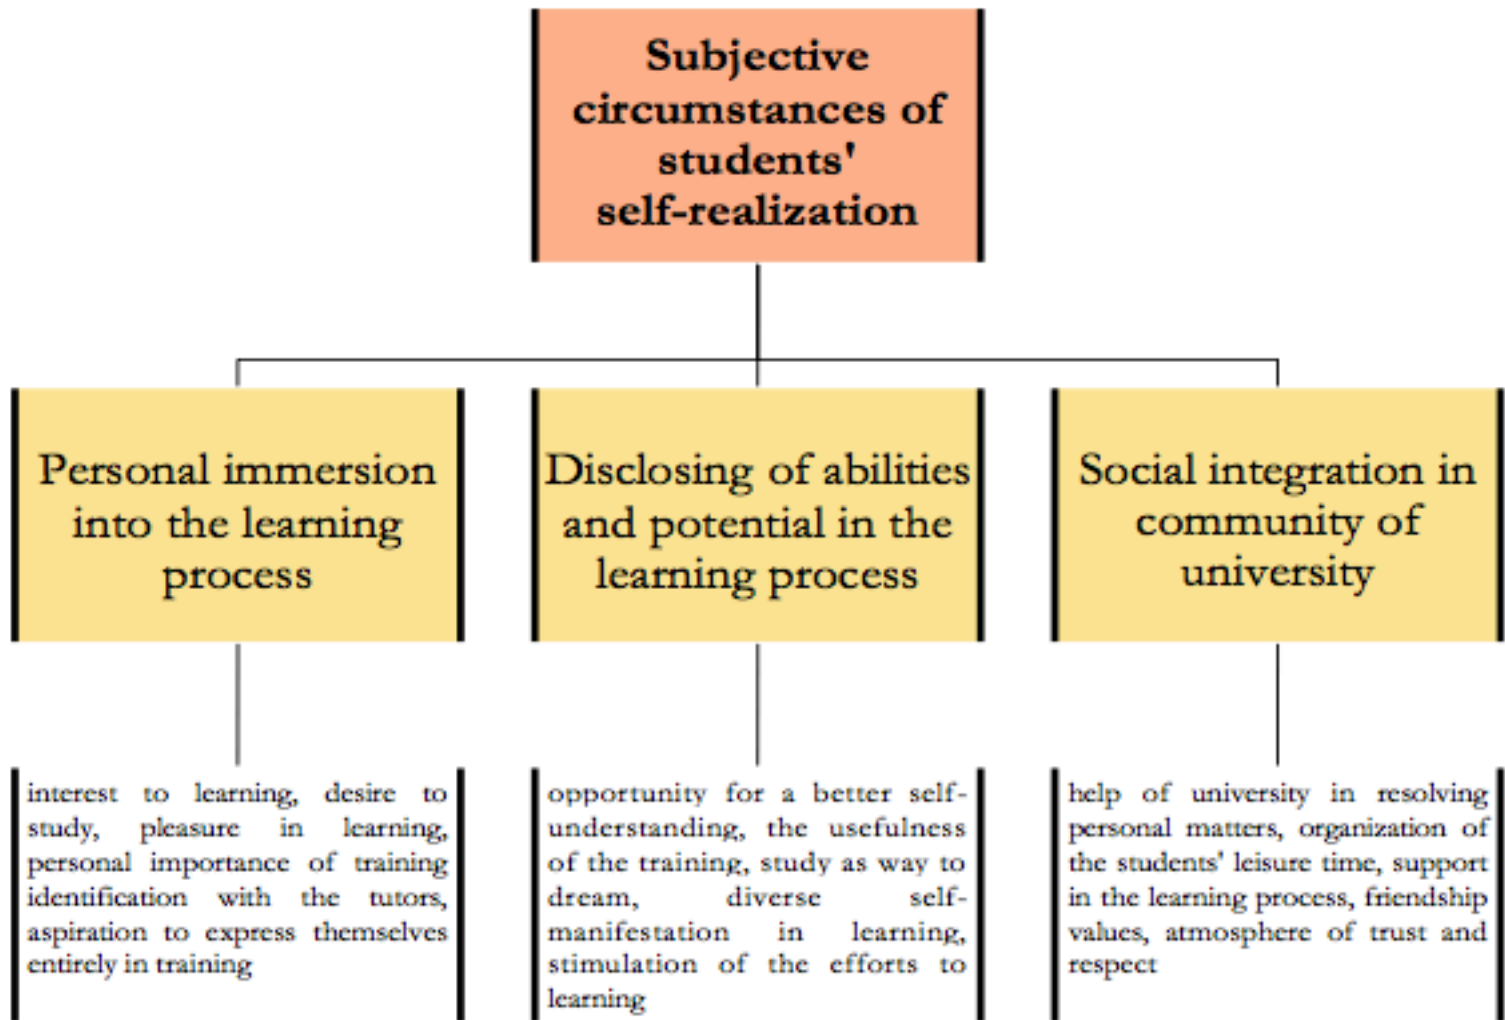 Subjective
circumstances of
students'
self-realization
Personal immersion
into the learning
process
Disclosing of abilities
and potential in the
learning process
Social integration in
community of
university
interest to learning, desire to
study, pleasure in learning,
personal importance of training
identification with the tutors,
aspiration to express themselves
entirely in training
opportunity for a better self-
understanding, the usefulness
of the training, study as way to
dream, diverse self-
manifestation in learning,
stimulation of the efforts to
learning
help of university in resolving
personal matters, organization of
the students' leisure time, support
in the learning process, friendship
values, atmosphere of trust and
respect